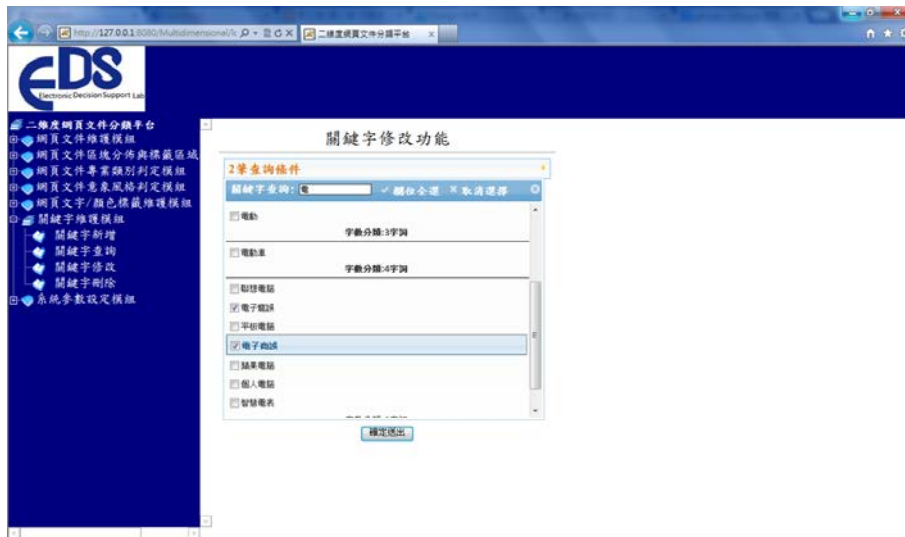 http://127.0.0.1:8080/Multidimensional/k
二維度網頁文件分類平台
EDS
Electronic Decision Support Lab
二維度網頁文件分類平台
網頁文件維護模組
網頁文件區塊分佈與標籤區域
網頁文件專業類別判定模組
網頁文件意象風格判定模組
網頁文字/顏色標籤維護模組
關鍵字維護模組
關鍵字新增
關鍵字查詢
關鍵字修改
關鍵字刪除
系統參數設定模組
關鍵字修改功能
2筆查詢條件
關鍵字查詢: 電 欄位全選 取消選擇
電動
字數分類:3字詞
電動車
字數分類:4字詞
聯想電腦
平板電腦
蘋果電腦
個人電腦
智慧電表
確定送出